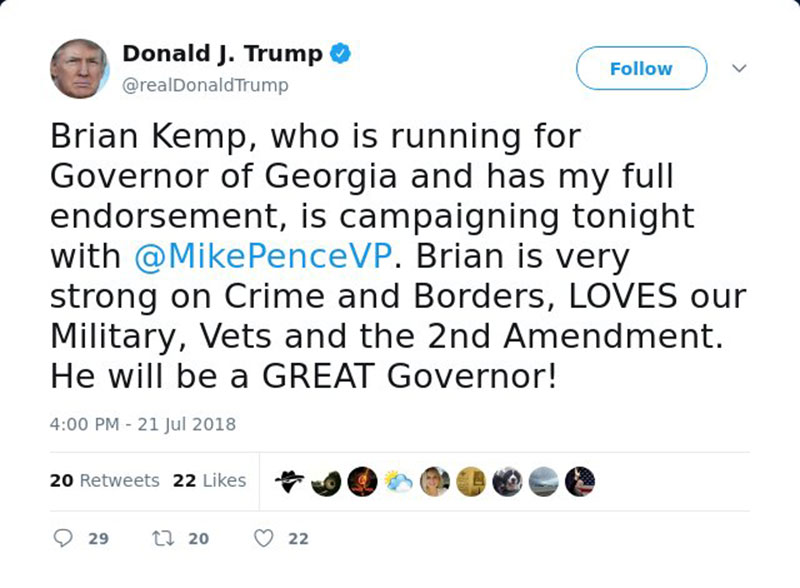 Donald J. Trump
@realDonaldTrump
Follow
Brian Kemp, who is running for
Governor of Georgia and has my full
endorsement, is campaigning tonight
with @MikePenceVP. Brian is very
strong on Crime and Borders, LOVES our
Military, Vets and the 2nd Amendment.
He will be a GREAT Governor!
4:00 PM - 21 Jul 2018
20 Retweets 22 Likes
29 20 22